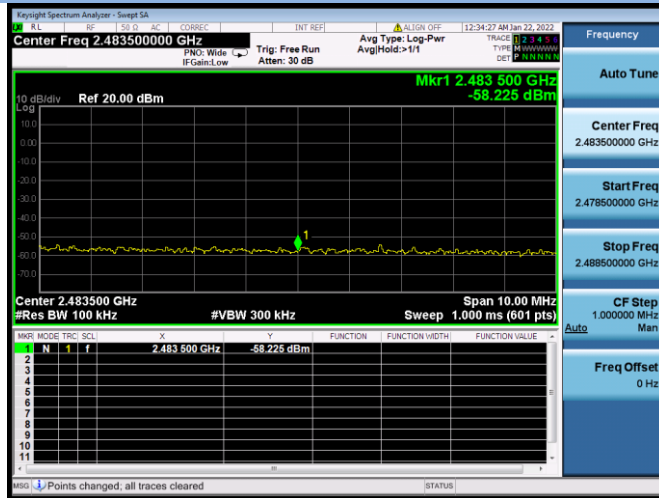 Keysight Spectrum Analyzer - Swept SA
RL RF 50 Ω AC CORREC INT REF ALIGN OFF 12:34:27 AM Jan 22, 2022
Center Freq 2.483500000 GHz
PNO: Wide
IFGain:Low
Trig: Free Run
Atten: 30 dB
Avg Type: Log-Pwr
Avg|Hold:>1/1
TRACE 1 2 3 4 5 6
TYPE M W W W W W
DET P N N N N N
Mkr1 2.483 500 GHz
-58.225 dBm
10 dB/div Ref 20.00 dBm
Log
10.0
0.00
-10.0
-20.0
-30.0
-40.0
-50.0
-60.0
-70.0
1
Center 2.483500 GHz Span 10.00 MHz
#Res BW 100 kHz #VBW 300 kHz Sweep 1.000 ms (601 pts)
MKR MODE TRC SCL X Y FUNCTION FUNCTION WIDTH FUNCTION VALUE
1 N 1 f 2.483 500 GHz -58.225 dBm
2
3
4
5
6
7
8
9
10
11
MSG Points changed; all traces cleared STATUS
Frequency
Auto Tune
Center Freq
2.483500000 GHz
Start Freq
2.478500000 GHz
Stop Freq
2.488500000 GHz
CF Step
1.000000 MHz
Auto Man
Freq Offset
0 Hz